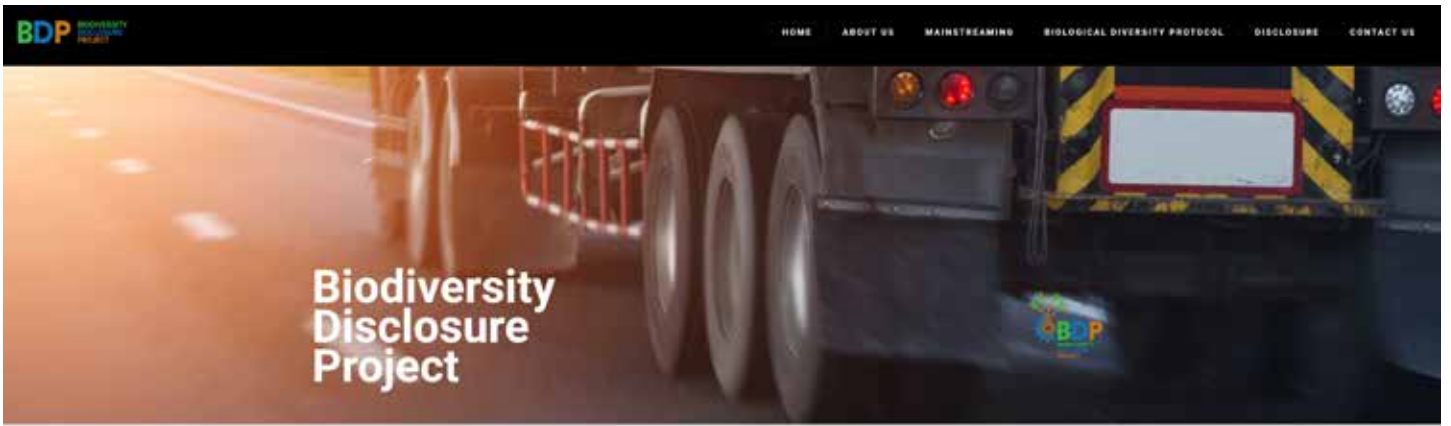 BDP BIODIVERSITY DISCLOSURE PROJECT
HOME ABOUT US MAINSTREAMING BIOLOGICAL DIVERSITY PROTOCOL DISCLOSURE CONTACT US
Biodiversity
Disclosure
Project
BDP